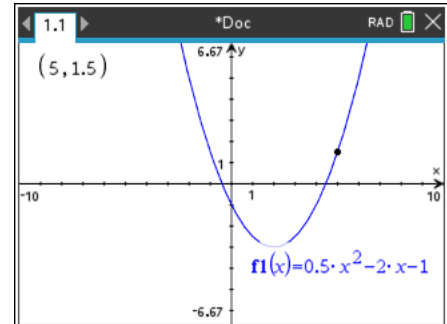 1.1 *Doc RAD
6.67 y
(5,1.5)
1
x
-10 1 10
f1(x)=0.5·x²-2·x-1
-6.67